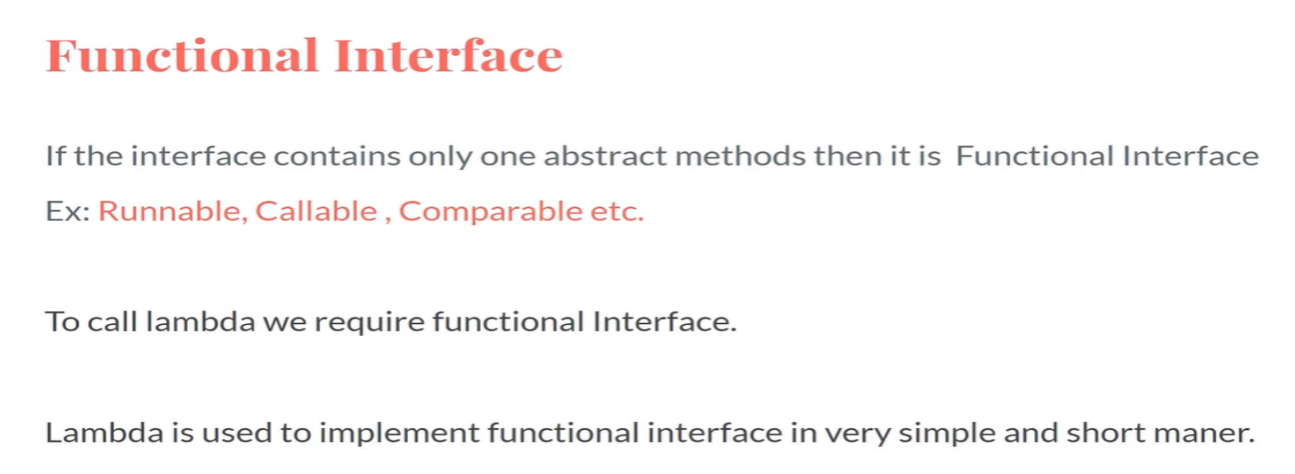 Functional Interface
If the interface contains only one abstract methods then it is Functional Interface
Ex: Runnable, Callable , Comparable etc.
To call lambda we require functional Interface.
Lambda is used to implement functional interface in very simple and short maner.